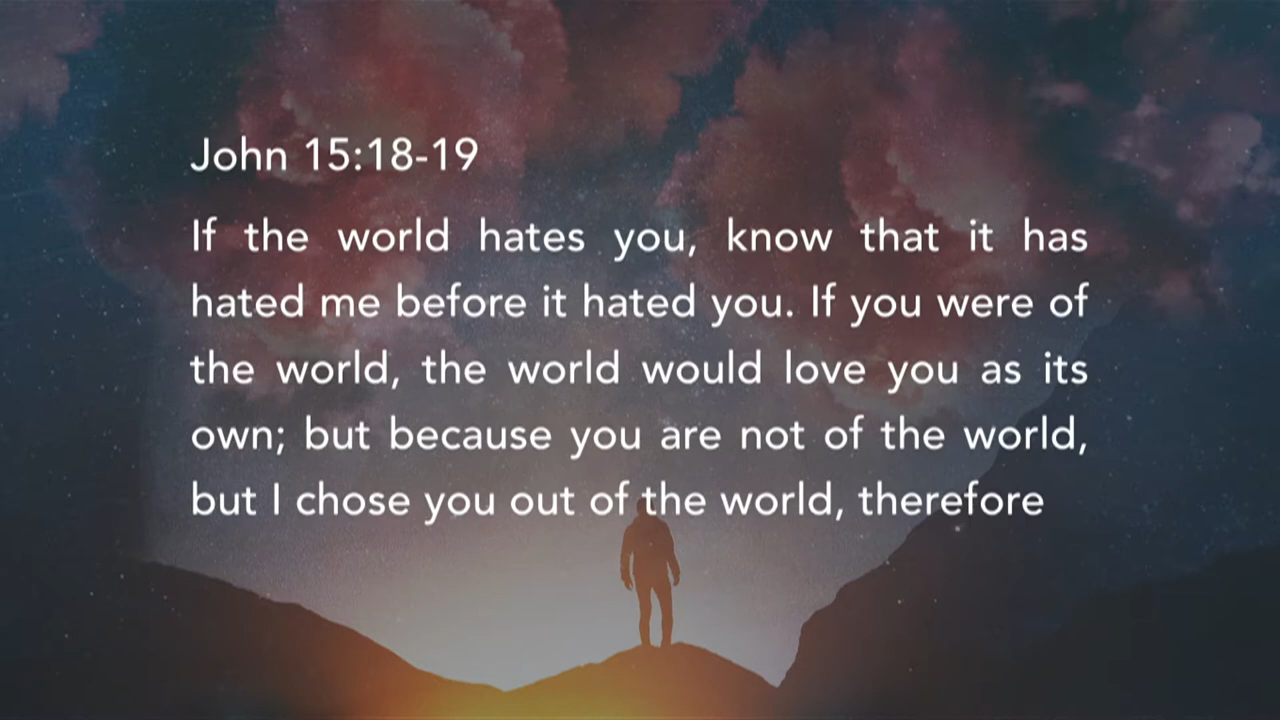 John 15:18-19
If the world hates you, know that it has
hated me before it hated you. If you were of
the world, the world would love you as its
own; but because you are not of the world,
but I chose you out of the world, therefore